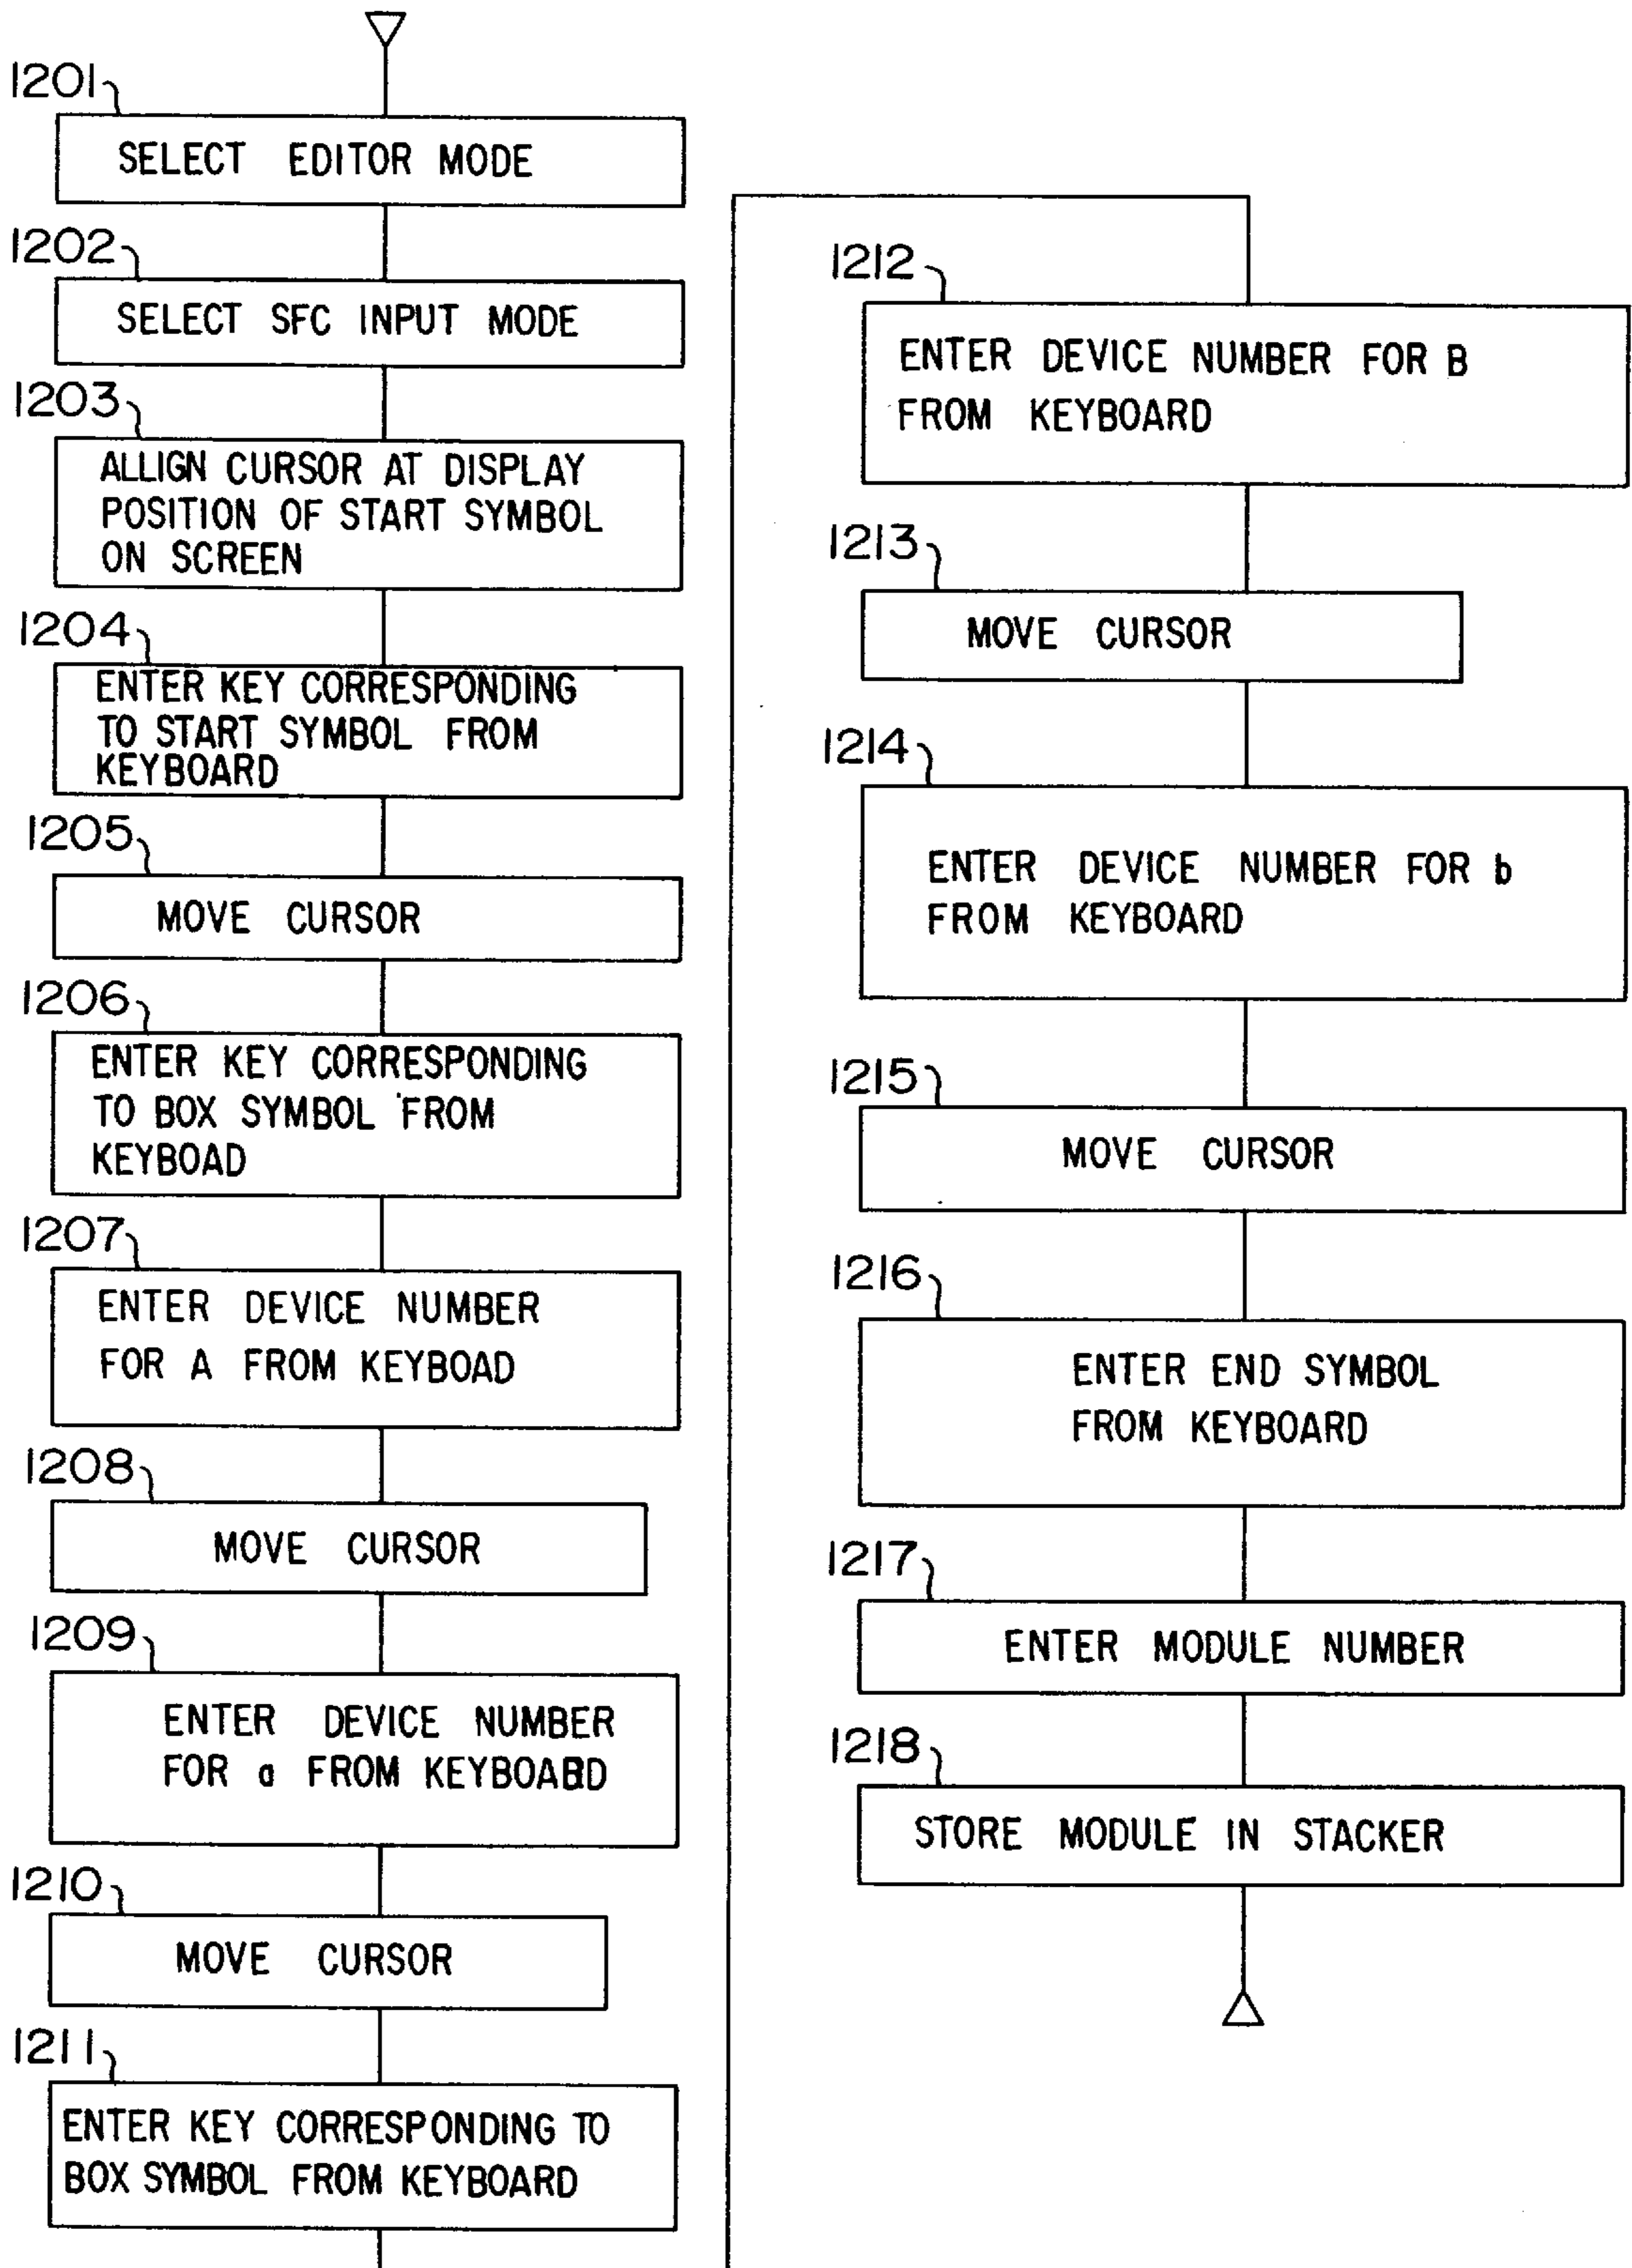 1201
SELECT EDITOR MODE
1202
SELECT SFC INPUT MODE
1203
ALLIGN CURSOR AT DISPLAY
POSITION OF START SYMBOL
ON SCREEN
1204
ENTER KEY CORRESPONDING
TO START SYMBOL FROM
KEYBOARD
1205
MOVE CURSOR
1206
ENTER KEY CORRESPONDING
TO BOX SYMBOL FROM
KEYBOAD
1207
ENTER DEVICE NUMBER
FOR A FROM KEYBOAD
1208
MOVE CURSOR
1209
ENTER DEVICE NUMBER
FOR a FROM KEYBOARD
1210
MOVE CURSOR
1211
ENTER KEY CORRESPONDING TO
BOX SYMBOL FROM KEYBOARD
1212
ENTER DEVICE NUMBER FOR B
FROM KEYBOARD
1213
MOVE CURSOR
1214
ENTER DEVICE NUMBER FOR b
FROM KEYBOARD
1215
MOVE CURSOR
1216
ENTER END SYMBOL
FROM KEYBOARD
1217
ENTER MODULE NUMBER
1218
STORE MODULE IN STACKER